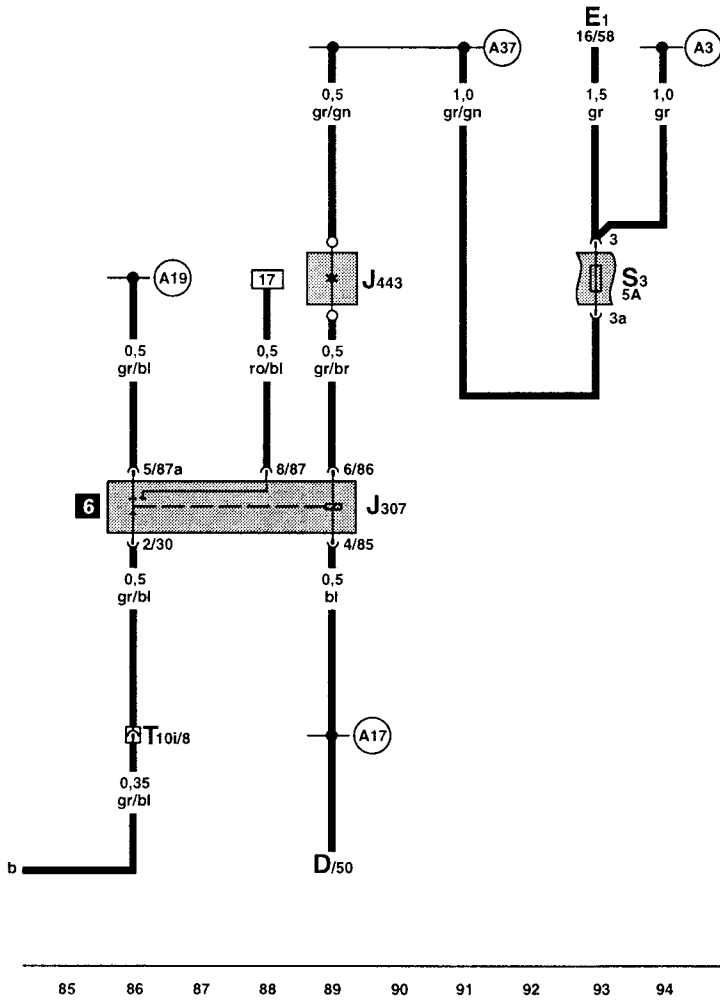 E1
16/58
A37
A3
0,5
gr/gn
1,0
gr/gn
1,5
gr
1,0
gr
3
A19
17
J443
S3
5A
3a
0,5
gr/bl
0,5
ro/bl
0,5
gr/br
5/87a
8/87
6/86
6
J307
2/30
4/85
0,5
gr/bl
0,5
bl
T10i/8
A17
0,35
gr/bl
b
D/50
85 86 87 88 89 90 91 92 93 94